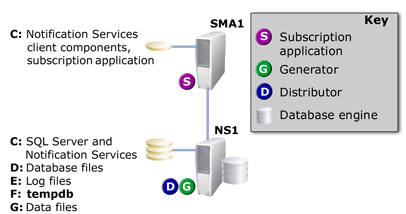 SMA1
C: Notification Services
client components,
subscription application
S
Key
S Subscription
application
G Generator
D Distributor
Database engine
NS1
C: SQL Server and
Notification Services
D: Database files
E: Log files
F: tempdb
G: Data files
D G